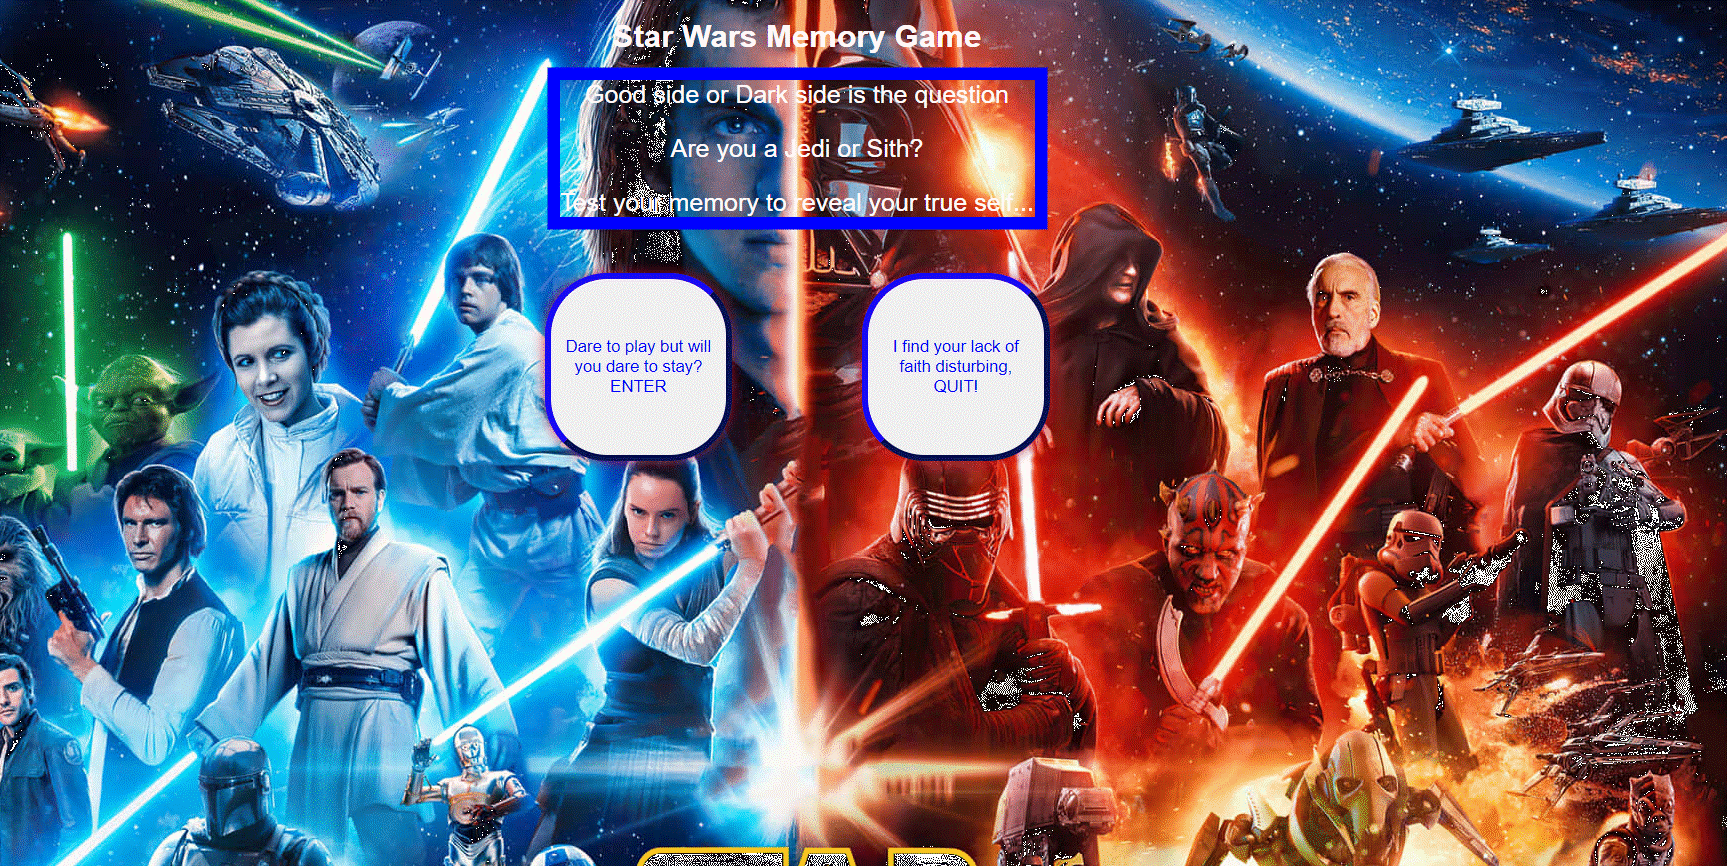 Star Wars Memory Game
Good side or Dark side is the question
Are you a Jedi or Sith?
Test your memory to reveal your true self...
Dare to play but will
you dare to stay?
ENTER
I find your lack of
faith disturbing,
QUIT!
STAR